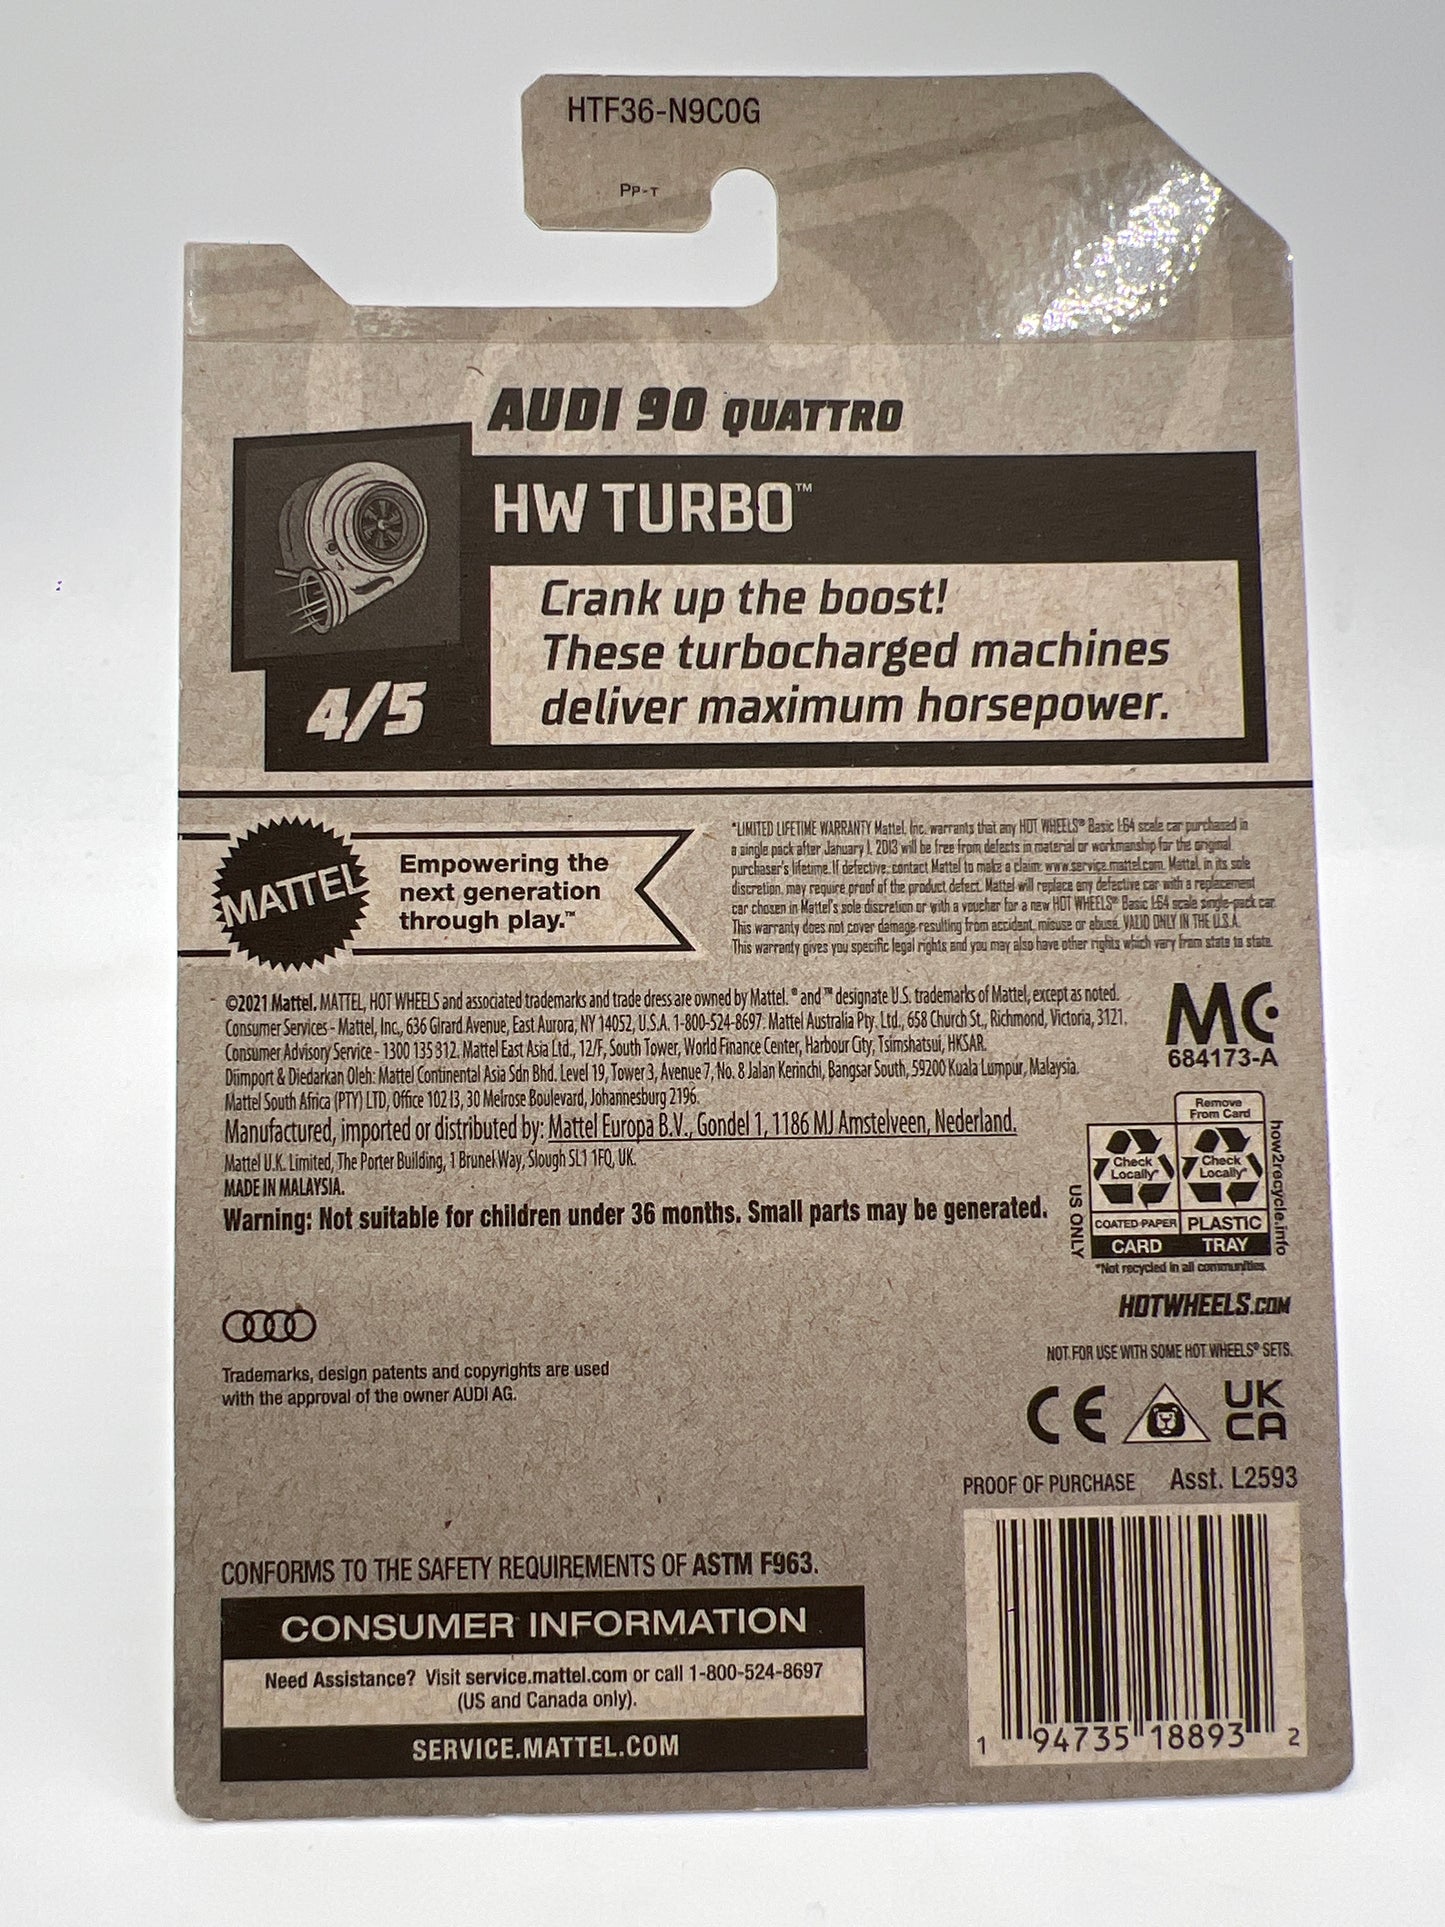 HTF36-N9C0G
PP-T
AUDI 90 QUATTRO
HW TURBO™
Crank up the boost!
These turbocharged machines
deliver maximum horsepower.
4/5
MATTEL
Empowering the
next generation
through play.™
*LIMITED LIFETIME WARRANTY Mattel, Inc. warrants that any HOT WHEELS® Basic 1:64 scale car purchased in
a single pack after January 1, 2013 will be free from defects in material or workmanship for the original
purchaser's lifetime. If defective, contact Mattel to make a claim: www.service.mattel.com. Mattel, in its sole
discretion, may require proof of the product defect. Mattel will replace any defective car with a replacement
car chosen in Mattel's sole discretion or with a voucher for a new HOT WHEELS® Basic 1:64 scale single-pack car.
This warranty does not cover damage resulting from accident, misuse or abuse. VALID ONLY IN THE U.S.A.
This warranty gives you specific legal rights and you may also have other rights which vary from state to state.
©2021 Mattel. MATTEL, HOT WHEELS and associated trademarks and trade dress are owned by Mattel. ® and ™ designate U.S. trademarks of Mattel, except as noted.
Consumer Services - Mattel, Inc., 636 Girard Avenue, East Aurora, NY 14052, U.S.A. 1-800-524-8697. Mattel Australia Pty. Ltd., 658 Church St., Richmond, Victoria, 3121.
Consumer Advisory Service - 1300 135 312. Mattel East Asia Ltd., 12/F, South Tower, World Finance Center, Harbour City, Tsimshatsui, HKSAR.
Diimport & Diedarkan Oleh: Mattel Continental Asia Sdn Bhd. Level 19, Tower 3, Avenue 7, No. 8 Jalan Kerinchi, Bangsar South, 59200 Kuala Lumpur, Malaysia.
Mattel South Africa (PTY) LTD, Office 102 I3, 30 Melrose Boulevard, Johannesburg 2196.
Manufactured, imported or distributed by: Mattel Europa B.V., Gondel 1, 1186 MJ Amstelveen, Nederland.
Mattel U.K. Limited, The Porter Building, 1 Brunel Way, Slough SL1 1FQ, UK.
MADE IN MALAYSIA.
Warning: Not suitable for children under 36 months. Small parts may be generated.
MC
684173-A
Remove
From Card
Check
Locally*
Check
Locally*
COATED PAPER
PLASTIC
CARD
TRAY
US ONLY
how2recycle.info
*Not recycled in all communities.
HOTWHEELS.COM
NOT FOR USE WITH SOME HOT WHEELS® SETS.
Trademarks, design patents and copyrights are used
with the approval of the owner AUDI AG.
CE
UK
CA
PROOF OF PURCHASE
Asst. L2593
CONFORMS TO THE SAFETY REQUIREMENTS OF ASTM F963.
CONSUMER INFORMATION
Need Assistance? Visit service.mattel.com or call 1-800-524-8697
(US and Canada only).
SERVICE.MATTEL.COM
1 94735 18893 2